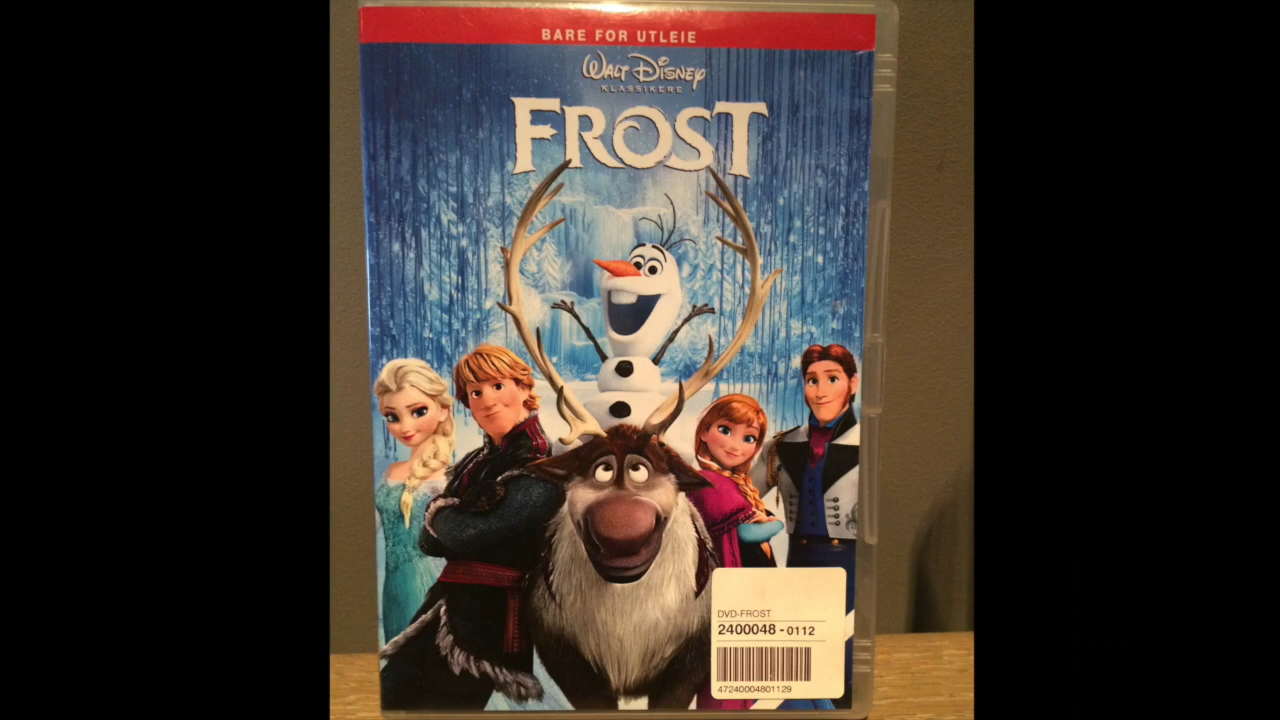 BARE FOR UTLEIE
WALT DISNEY
KLASSIKERE
FROST
DVD-FROST
2400048 - 0112
47240004801129